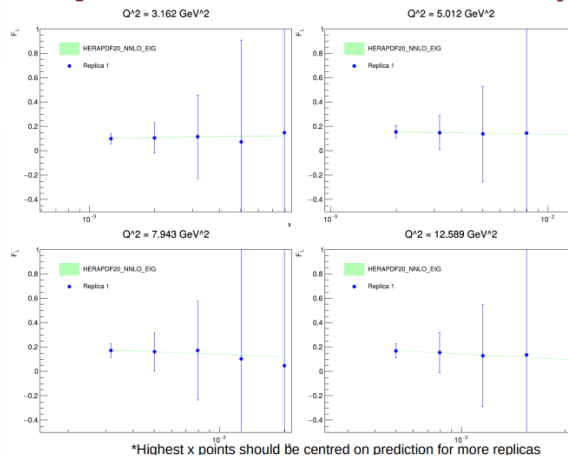 Q^2 = 3.162 GeV^2
Q^2 = 5.012 GeV^2
F_L
1
0.8
0.6
0.4
0.2
0
−0.2
−0.4
HERAPDF20_NNLO_EIG
Replica 1
10^-3
x
F_L
1
0.8
0.6
0.4
0.2
0
−0.2
−0.4
HERAPDF20_NNLO_EIG
Replica 1
10^-3
10^-2
Q^2 = 7.943 GeV^2
Q^2 = 12.589 GeV^2
F_L
1
0.8
0.6
0.4
0.2
0
−0.2
−0.4
HERAPDF20_NNLO_EIG
Replica 1
10^-2
F_L
1
0.8
0.6
0.4
0.2
0
−0.2
−0.4
HERAPDF20_NNLO_EIG
Replica 1
10^-2
*Highest x points should be centred on prediction for more replicas